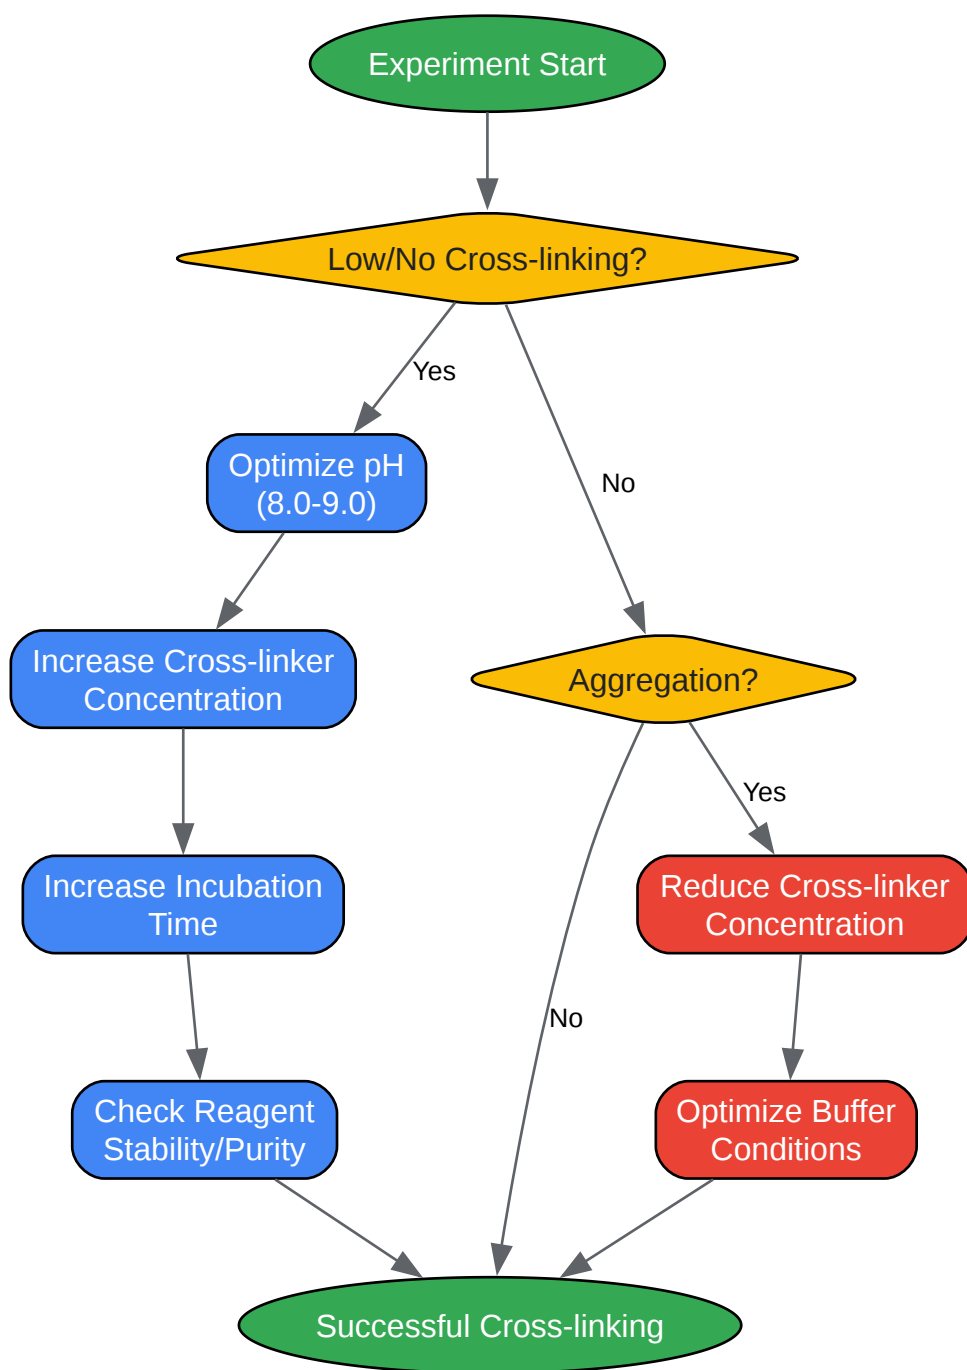 Experiment Start
Low/No Cross-linking?
Yes
Optimize pH
(8.0-9.0)
No
Increase Cross-linker
Concentration
Aggregation?
Yes
Increase Incubation
Time
Reduce Cross-linker
Concentration
No
Check Reagent
Stability/Purity
Optimize Buffer
Conditions
Successful Cross-linking